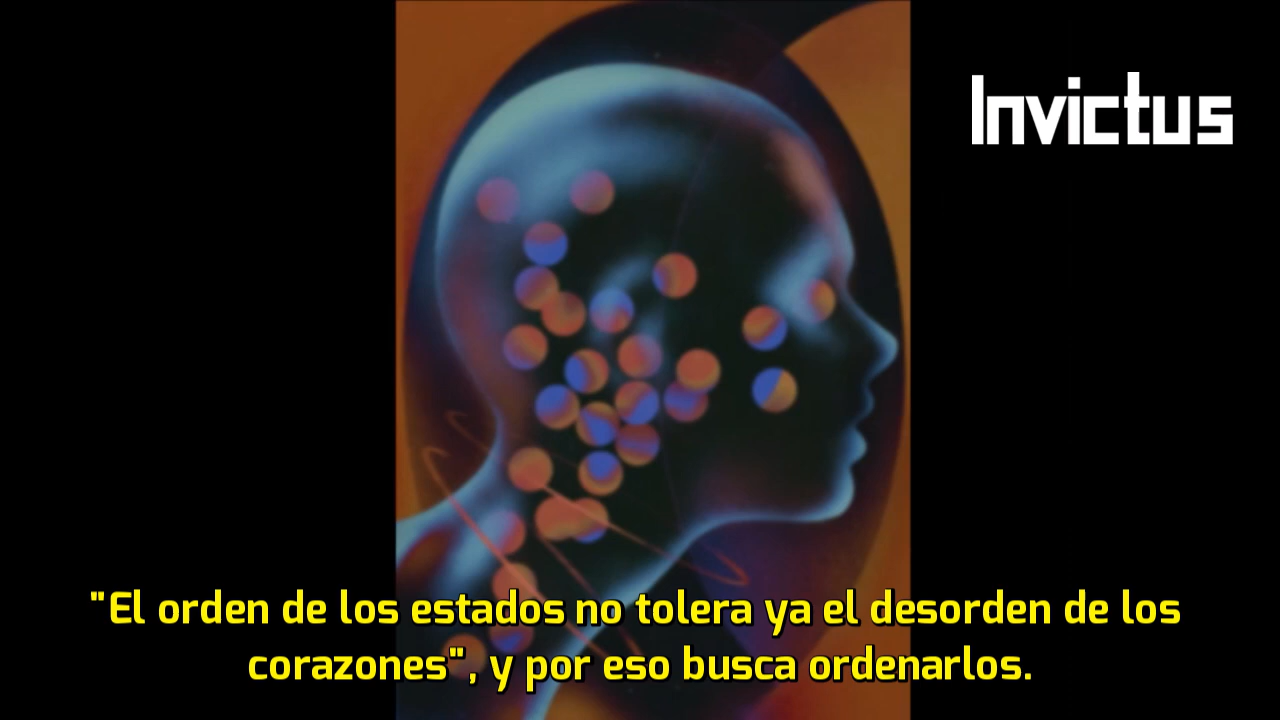 Invictus
"El orden de los estados no tolera ya el desorden de los
corazones", y por eso busca ordenarlos.